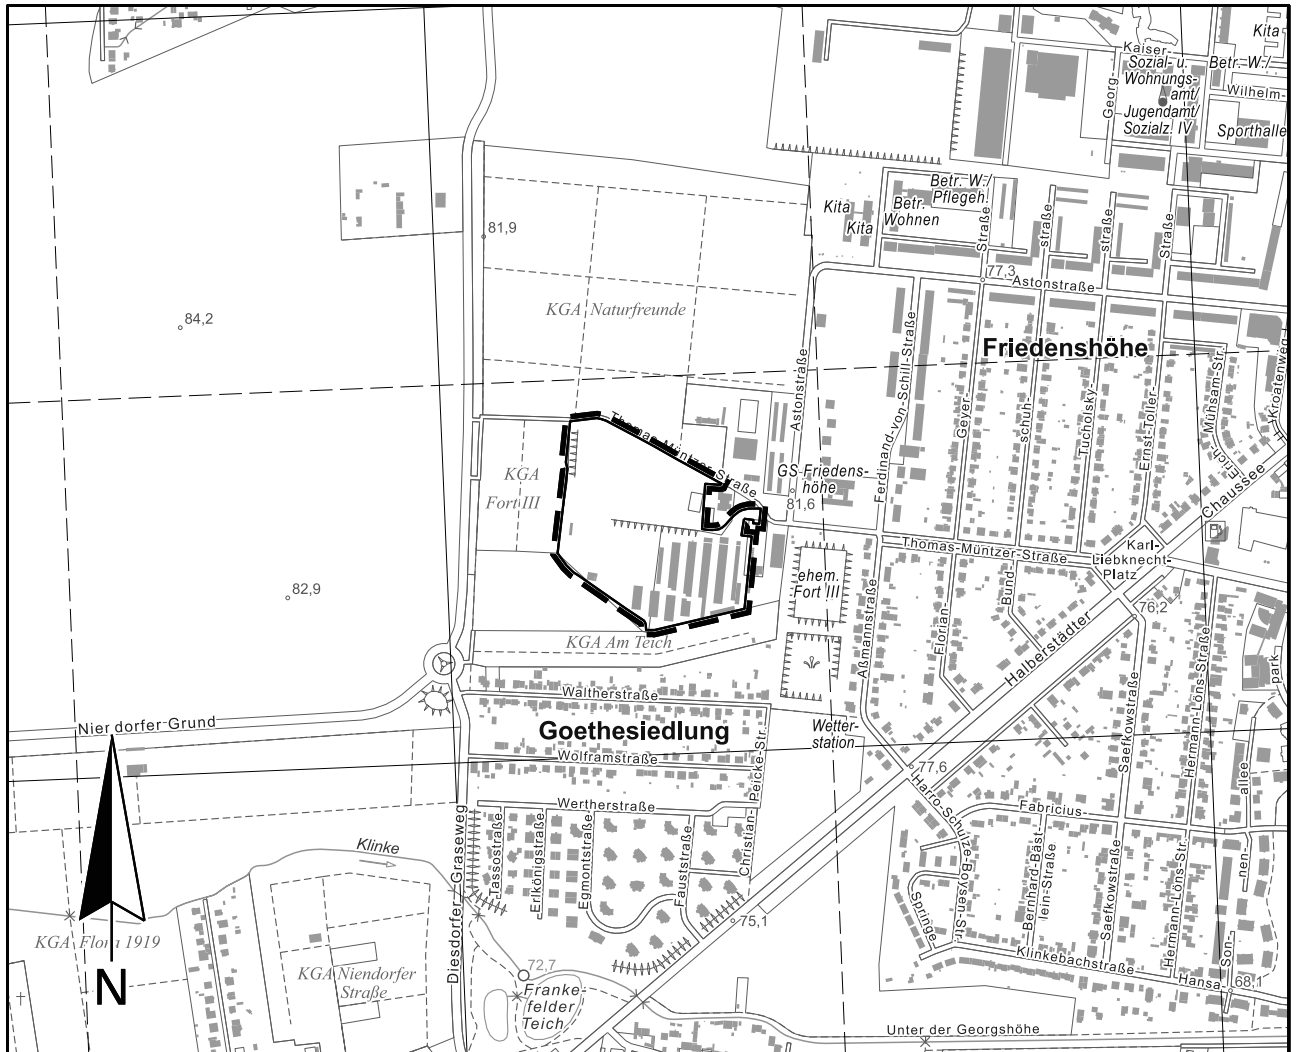 Kita
Kaiser-
Sozial- u.
Wohnungs-
amt/
Jugendamt/
Sozialz. IV
Betr. W./
Wilhelm-
Georg-
Sporthalle
Betr. W./
Pflegeh.
Betr.
Wohnen
Kita
Kita
Straße
straße
straße
Straße
81,9
77,3
Astonstraße
KGA Naturfreunde
84,2
Friedenshöhe
Astonstraße
Ferdinand-von-Schill-Straße
Geyer-
schuh-
Tucholsky-
Ernst-Toller-
Erich-
Mühsam-Str.
Kroatenweg
Thomas-Müntzer-Straße
KGA
Fort III
GS Friedens-
höhe
81,6
Chaussee
Thomas-Müntzer-Straße
Karl-
Liebknecht-
Platz
82,9
ehem.
Fort III
Aßmannstraße
Florian-
Bund-
76,2
Halberstädter
KGA Am Teich
Waltherstraße
Goethesiedlung
Wetter-
station
Saefkowstraße
Hermann-Löns-Straße
park
Nier dorfer Grund
Wolframstraße
Christian-Peicke-Str.
77,6
Wertherstraße
Harro-Schulze-Boysen-Str.
Fabricius-
allee
nen-
Son-
Klinke
Diesdorfer Graseweg
Tassostraße
Erlkönigstraße
Egmontstraße
Fauststraße
Bernhard-Bäst-
lein-Straße
Saefkowstraße
Hermann-Löns-Str.
Springe
75,1
KGA Flora 1919
N
KGA Niendorfer
Straße
72,7
Franke-
felder
Teich
Klinkebachstraße
Hansa-
68,1
Unter der Georgshöhe